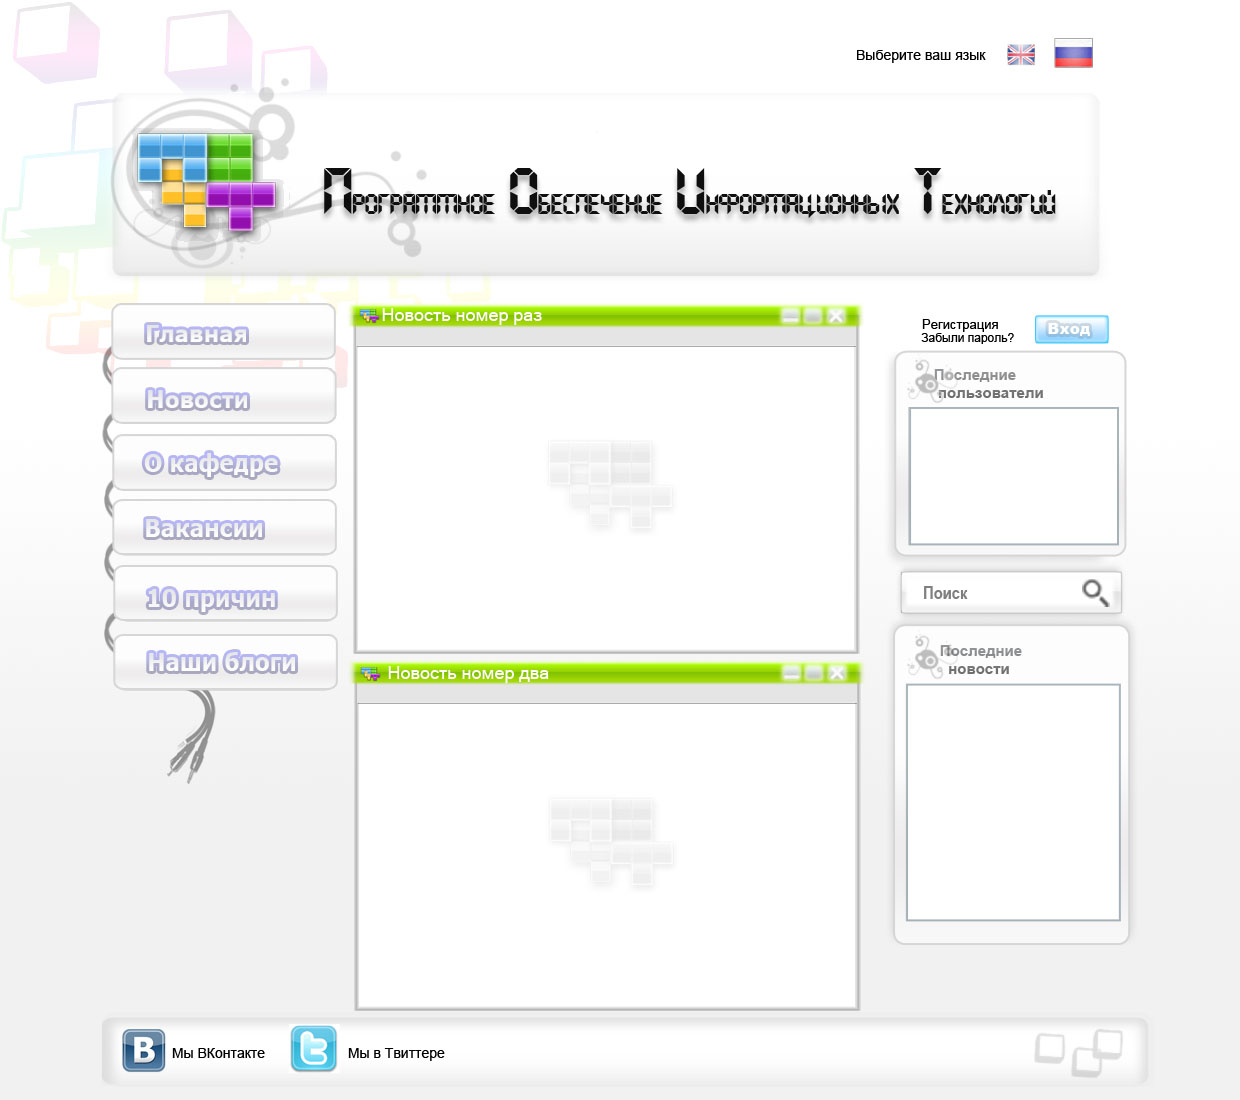 Выберите ваш язык
Программное Обеспечение Информационных Технологий
Главная
Новости
О кафедре
Вакансии
10 причин
Наши блоги
Новость номер раз
Новость номер два
Регистрация
Забыли пароль?
Вход
Последние
пользователи
Поиск
Последние
новости
В
Мы ВКонтакте
t
Мы в Твиттере